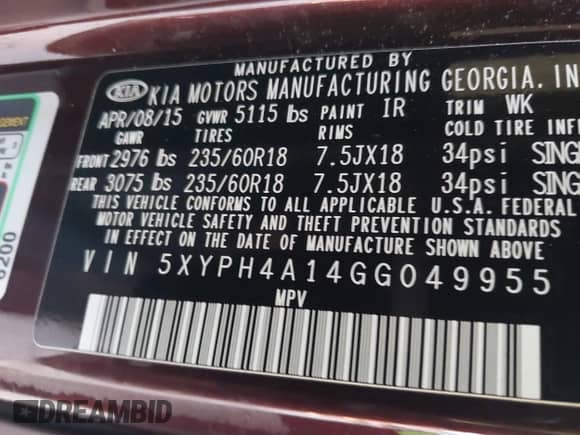 MANUFACTURED BY
KIA KIA MOTORS MANUFACTURING GEORGIA, IN
APR/08/15 GVWR 5115 lbs PAINT IR TRIM WK
GAWR TIRES RIMS COLD TIRE INFL
FRONT 2976 lbs 235/60R18 7.5JX18 34psi SING
REAR 3075 lbs 235/60R18 7.5JX18 34psi SING
THIS VEHICLE CONFORMS TO ALL APPLICABLE U.S.A. FEDERAL
MOTOR VEHICLE SAFETY AND THEFT PREVENTION STANDARDS
IN EFFECT ON THE DATE OF MANUFACTURE SHOWN ABOVE.
VIN 5XYPH4A14GG049955
MPV
6200
DREAMBID